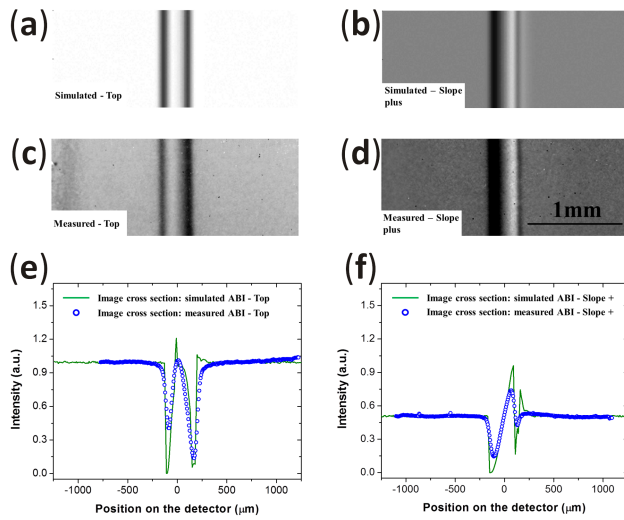 (a)
(b)
Simulated - Top
Simulated – Slope
plus
(c)
(d)
Measured - Top
Measured – Slope
plus
1mm
(e)
(f)
Image cross section: simulated ABI - Top
Image cross section: measured ABI - Top
Image cross section: simulated ABI - Slope +
Image cross section: measured ABI - Slope +
Intensity (a.u.)
1.5
1.2
0.9
0.6
0.3
0.0
-1000 -500 0 500 1000
Position on the detector (μm)
Intensity (a.u.)
1.5
1.2
0.9
0.6
0.3
0.0
-1000 -500 0 500 1000
Position on the detector (μm)